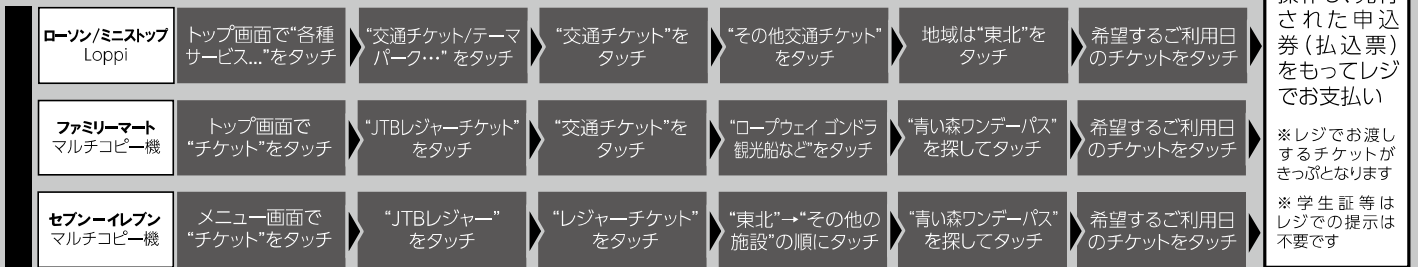 ローソン/ミニストップ
Loppi
トップ画面で“各種
サービス...”をタッチ
“交通チケット/テーマ
パーク…” をタッチ
“交通チケット”を
タッチ
“その他交通チケット”
をタッチ
地域は“東北”を
タッチ
希望するご利用日
のチケットをタッチ
ファミリーマート
マルチコピー機
トップ画面で
“チケット”をタッチ
“JTBレジャーチケット”
をタッチ
“交通チケット”を
タッチ
“ロープウェイ ゴンドラ
観光船など”をタッチ
“青い森ワンデーパス”
を探してタッチ
希望するご利用日
のチケットをタッチ
セブン－イレブン
マルチコピー機
メニュー画面で
“チケット”をタッチ
“JTBレジャー”
をタッチ
“レジャーチケット”
をタッチ
“東北”→“その他の
施設”の順にタッチ
“青い森ワンデーパス”
を探してタッチ
希望するご利用日
のチケットをタッチ
された申込
券(払込票)
をもってレジ
でお支払い
※レジでお渡し
するチケットが
きっぷとなります
※学生証等は
レジでの提示は
不要です